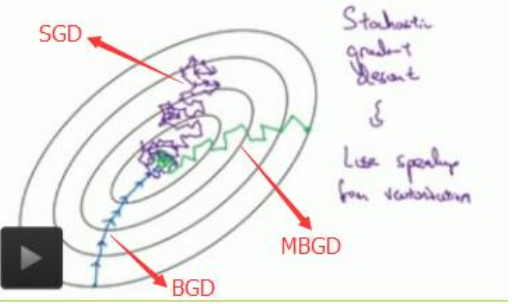 SGD
Stochastic
gradient
descent
{
Lose speedup
from vectorization
MBGD
BGD